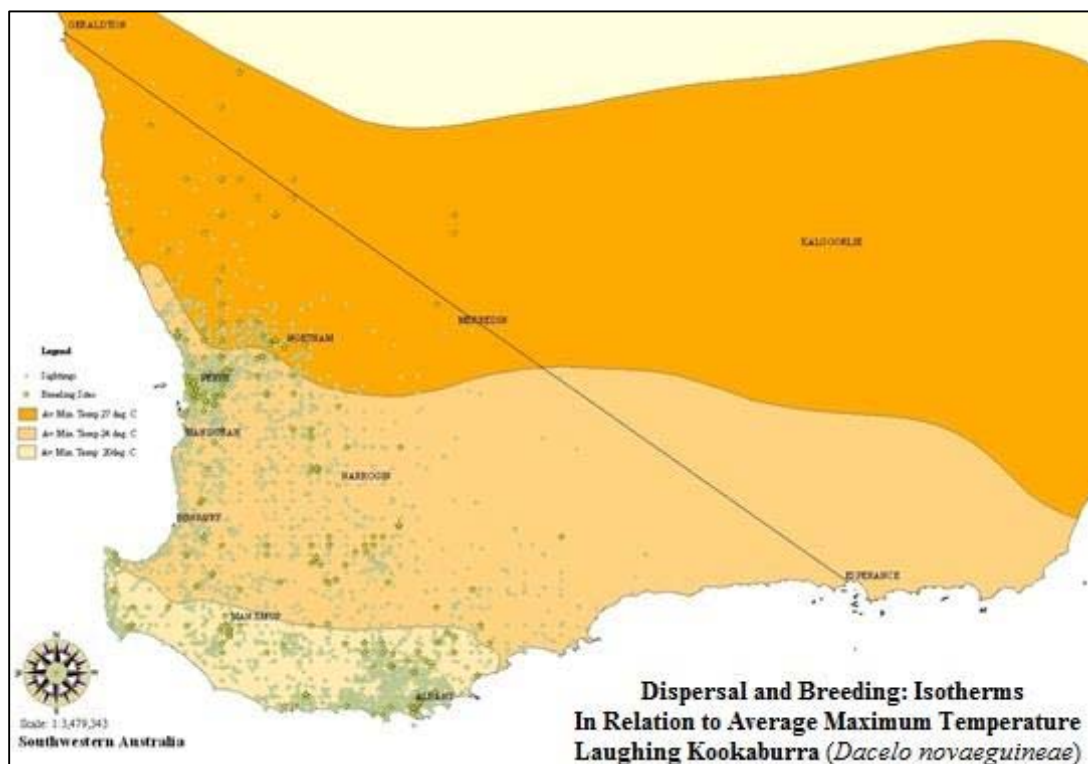 GERALDTON
KALGOORLIE
MERREDIN
NORTHAM
PERTH
Legend
Sightings
Breeding Sites
Av Min. Temp 27 deg. C
Av Min. Temp 24 deg. C
Av Min. Temp 20 deg. C
MANDURAH
NARROGIN
BUNBURY
ESPERANCE
MANJIMUP
ALBANY
N
Scale: 1:3,479,343
Southwestern Australia
Dispersal and Breeding: Isotherms
In Relation to Average Maximum Temperature
Laughing Kookaburra (Dacelo novaeguineae)